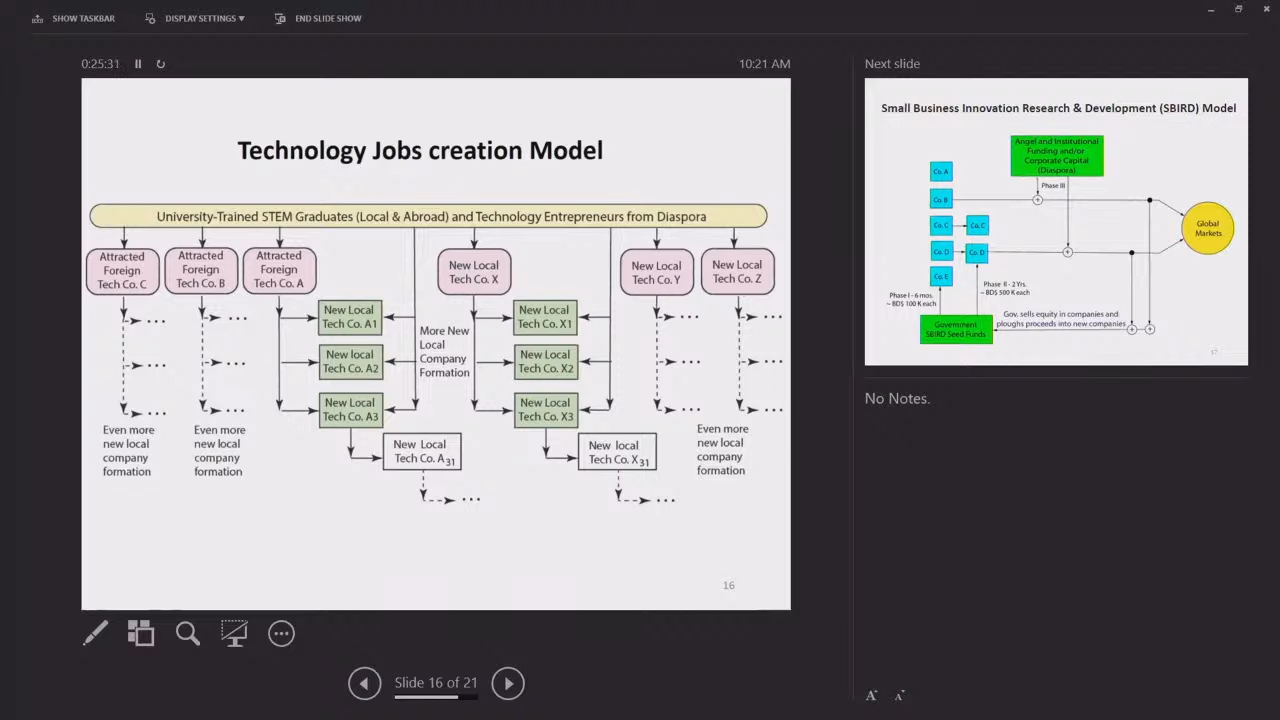 SHOW TASKBAR
DISPLAY SETTINGS ▼
END SLIDE SHOW
0:25:31
10:21 AM
Technology Jobs creation Model
University-Trained STEM Graduates (Local & Abroad) and Technology Entrepreneurs from Diaspora
Attracted
Foreign
Tech Co. C
Attracted
Foreign
Tech Co. B
Attracted
Foreign
Tech Co. A
New Local
Tech Co. X
New Local
Tech Co. Y
New Local
Tech Co. Z
New Local
Tech Co. A1
New local
Tech Co. A2
New Local
Tech Co. A3
More New
Local
Company
Formation
New Local
Tech Co. X1
New Local
Tech Co. X2
New Local
Tech Co. X3
Even more
new local
company
formation
Even more
new local
company
formation
New Local
Tech Co. A31
New local
Tech Co. X31
Even more
new local
company
formation
16
Slide 16 of 21
Next slide
Small Business Innovation Research & Development (SBIRD) Model
Angel and Institutional
Funding and/or
Corporate Capital
(Diaspora)
Phase III
Co. A
Co. B
Co. C
Co. C
Co. D
Co. D
Co. E
Global
Markets
Phase I - 6 mos.
~ BD$ 100 K each
Phase II - 2 Yrs.
~ BD$ 500 K each
Government
SBIRD Seed Funds
Gov. sells equity in companies and
ploughs proceeds into new companies
17
No Notes.
A
A